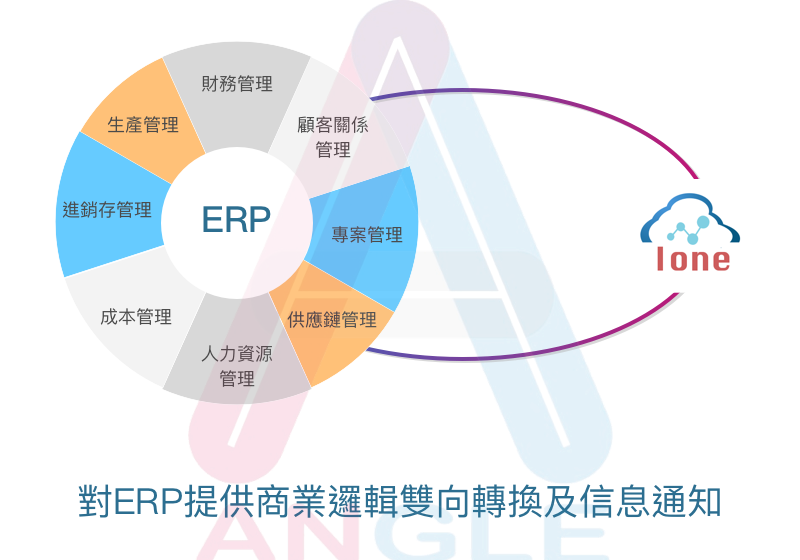 財務管理
顧客關係
管理
生產管理
進銷存管理
ERP
專案管理
Ione
成本管理
供應鏈管理
人力資源
管理
對ERP提供商業邏輯雙向轉換及信息通知
ANGLE